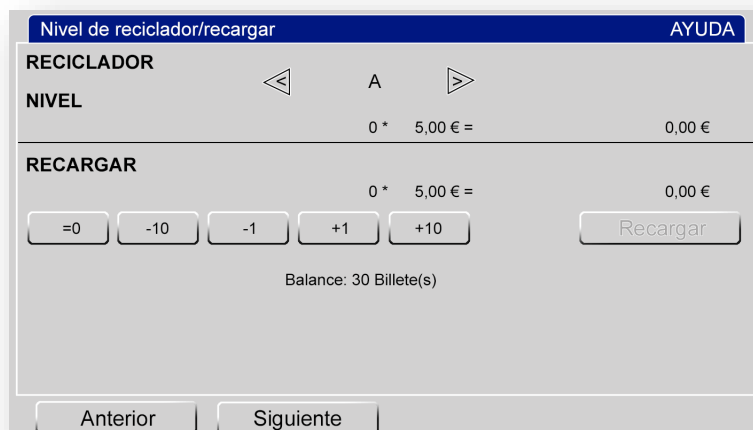 Nivel de reciclador/recargar AYUDA
RECICLADOR
< A >
NIVEL
0 * 5,00 € = 0,00 €
RECARGAR
0 * 5,00 € = 0,00 €
=0 -10 -1 +1 +10 Recargar
Balance: 30 Billete(s)
Anterior Siguiente